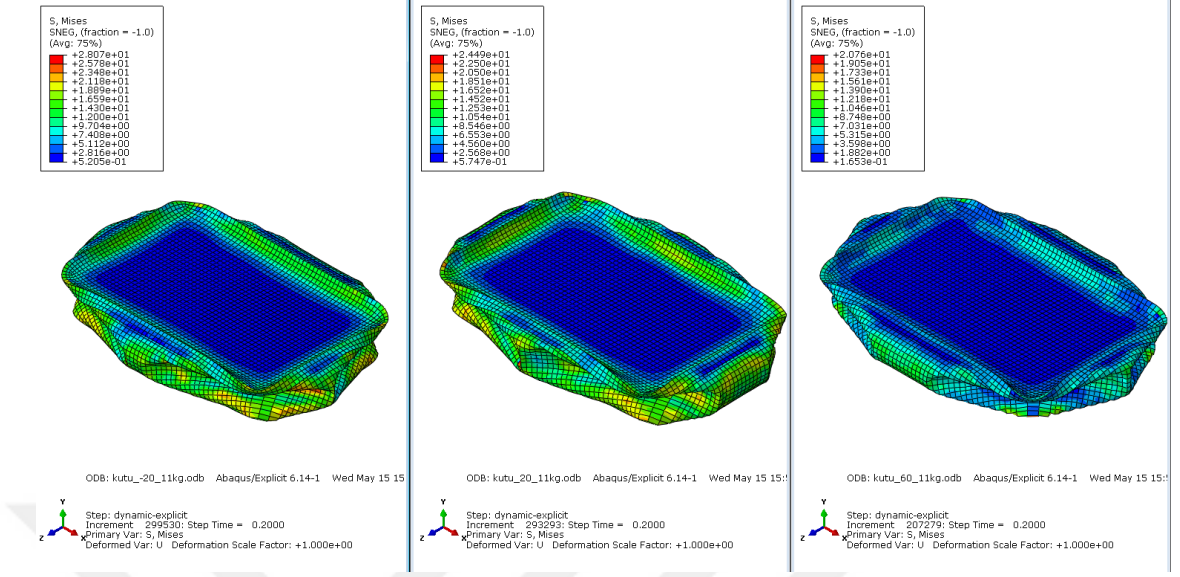 S, Mises
SNEG, (fraction = -1.0)
(Avg: 75%)
+2.807e+01
+2.578e+01
+2.348e+01
+2.118e+01
+1.889e+01
+1.659e+01
+1.430e+01
+1.200e+01
+9.704e+00
+7.408e+00
+5.112e+00
+2.816e+00
+5.205e-01
ODB: kutu_-20_11kg.odb Abaqus/Explicit 6.14-1 Wed May 15 15
Y
Z
X
Step: dynamic-explicit
Increment 299530: Step Time = 0.2000
Primary Var: S, Mises
Deformed Var: U Deformation Scale Factor: +1.000e+00
S, Mises
SNEG, (fraction = -1.0)
(Avg: 75%)
+2.449e+01
+2.250e+01
+2.050e+01
+1.851e+01
+1.652e+01
+1.452e+01
+1.253e+01
+1.054e+01
+8.546e+00
+6.553e+00
+4.560e+00
+2.568e+00
+5.747e-01
ODB: kutu_20_11kg.odb Abaqus/Explicit 6.14-1 Wed May 15 15:
Y
Z
X
Step: dynamic-explicit
Increment 293293: Step Time = 0.2000
Primary Var: S, Mises
Deformed Var: U Deformation Scale Factor: +1.000e+00
S, Mises
SNEG, (fraction = -1.0)
(Avg: 75%)
+2.076e+01
+1.905e+01
+1.733e+01
+1.561e+01
+1.390e+01
+1.218e+01
+1.046e+01
+8.748e+00
+7.031e+00
+5.315e+00
+3.598e+00
+1.882e+00
+1.653e-01
ODB: kutu_60_11kg.odb Abaqus/Explicit 6.14-1 Wed May 15 15:
Y
Z
X
Step: dynamic-explicit
Increment 207279: Step Time = 0.2000
Primary Var: S, Mises
Deformed Var: U Deformation Scale Factor: +1.000e+00